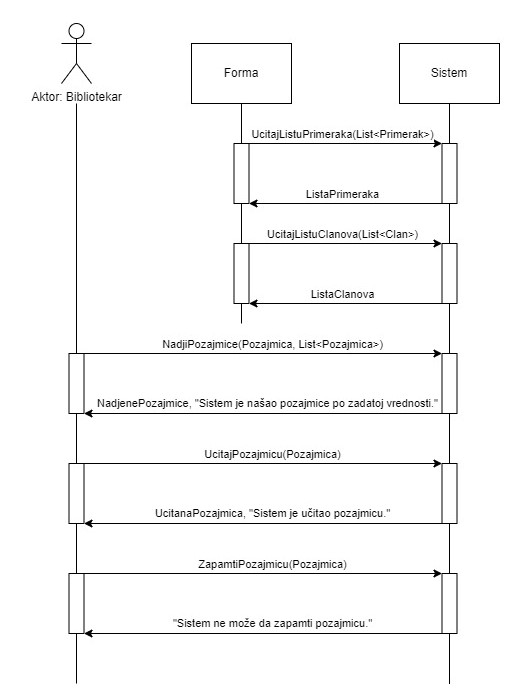 Aktor: Bibliotekar
Forma
Sistem
UcitajListuPrimeraka(List<Primerak>)
ListaPrimeraka
UcitajListuClanova(List<Clan>)
ListaClanova
NadjiPozajmice(Pozajmica, List<Pozajmica>)
NadjenePozajmice, "Sistem je našao pozajmice po zadatoj vrednosti."
UcitajPozajmicu(Pozajmica)
UcitanaPozajmica, "Sistem je učitao pozajmicu."
ZapamtiPozajmicu(Pozajmica)
"Sistem ne može da zapamti pozajmicu."